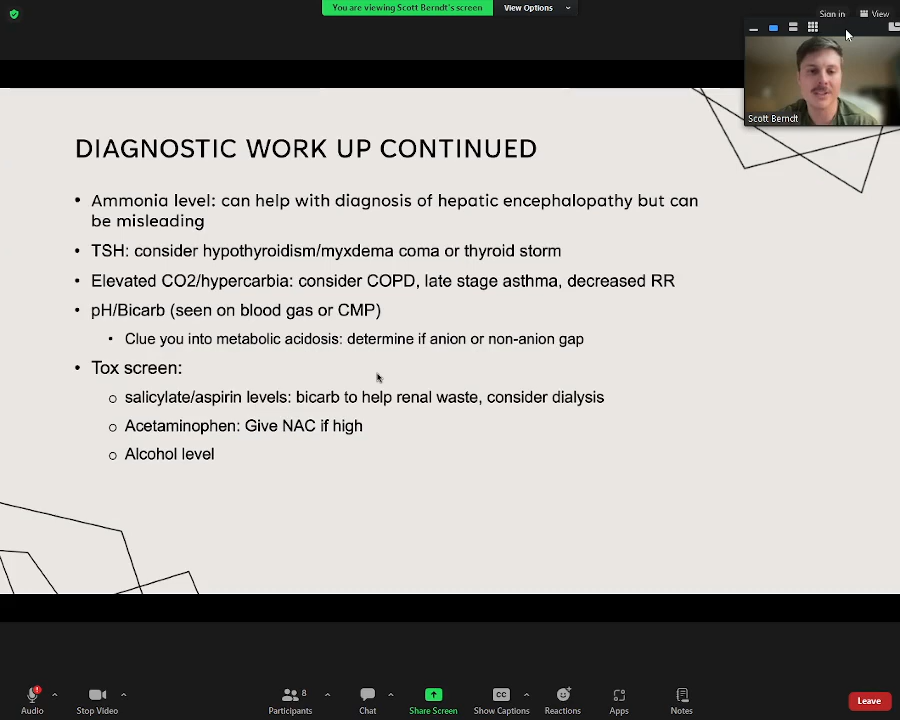 You are viewing Scott Berndt's screen
View Options
Sign in
View
Scott Berndt
DIAGNOSTIC WORK UP CONTINUED
• Ammonia level: can help with diagnosis of hepatic encephalopathy but can
be misleading
• TSH: consider hypothyroidism/myxdema coma or thyroid storm
• Elevated CO2/hypercarbia: consider COPD, late stage asthma, decreased RR
• pH/Bicarb (seen on blood gas or CMP)
• Clue you into metabolic acidosis: determine if anion or non-anion gap
• Tox screen:
○ salicylate/aspirin levels: bicarb to help renal waste, consider dialysis
○ Acetaminophen: Give NAC if high
○ Alcohol level
Audio
Stop Video
Participants 8
Chat
Share Screen
CC
Show Captions
Reactions
Apps
Notes
Leave